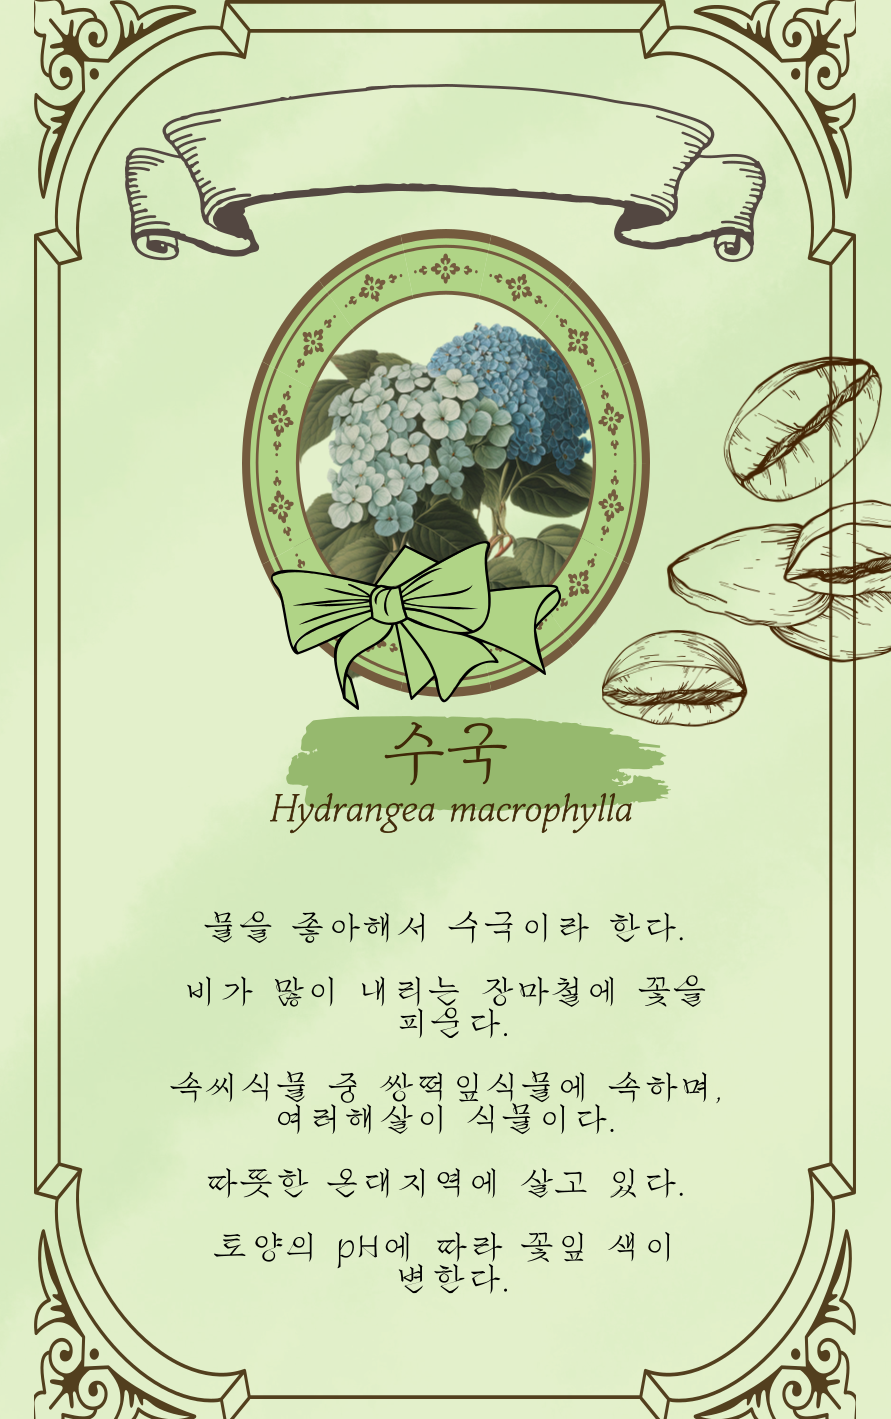 수국
Hydrangea macrophylla
물을 좋아해서 수국이라 한다.
비가 많이 내리는 장마철에 꽃을
피운다.
속씨식물 중 쌍떡잎식물에 속하며,
여러해살이 식물이다.
따뜻한 온대지역에 살고 있다.
토양의 pH에 따라 꽃잎 색이
변한다.